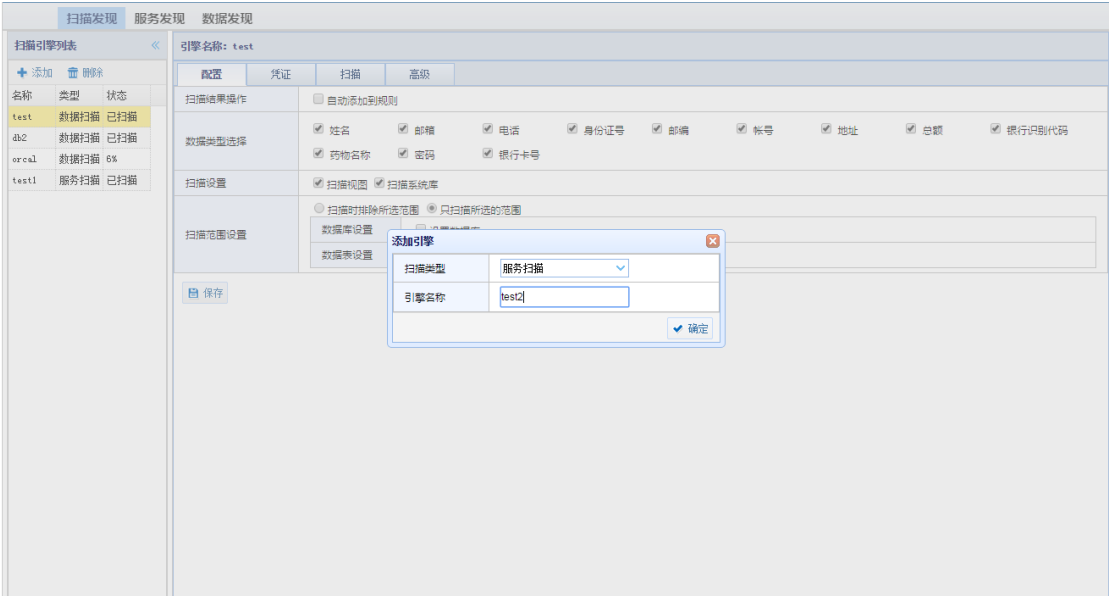 扫描发现 服务发现 数据发现
扫描引擎列表 «
添加 删除
名称 类型 状态
test 数据扫描 已扫描
db2 数据扫描 已扫描
orcal 数据扫描 6%
test1 服务扫描 已扫描
引擎名称: test
配置 凭证 扫描 高级
扫描结果操作 自动添加到规则
数据类型选择
姓名 邮箱 电话 身份证号 邮编 帐号 地址 总额 银行识别代码
药物名称 密码 银行卡号
扫描设置 扫描视图 扫描系统库
扫描范围设置
扫描时排除所选范围 只扫描所选的范围
数据库设置 设置数据库
数据表设置
保存
添加引擎
扫描类型 服务扫描
引擎名称 test2
确定